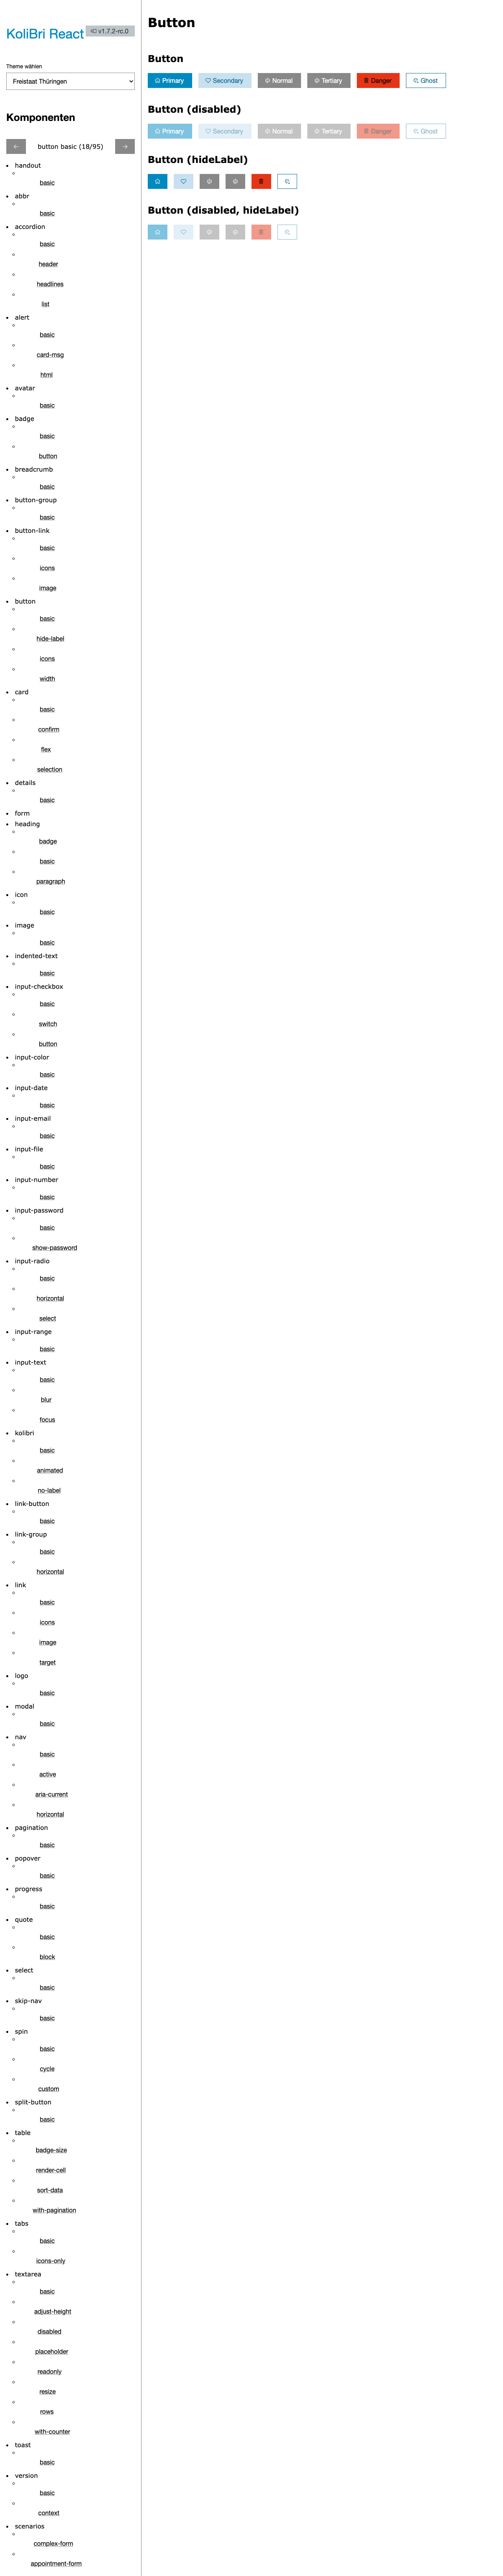 KoliBri React
v1.7.2-rc.0
Theme wählen
Freistaat Thüringen
Komponenten
button basic (18/95)
handout
basic
abbr
basic
accordion
basic
header
headlines
list
alert
basic
card-msg
html
avatar
basic
badge
basic
button
breadcrumb
basic
button-group
basic
button-link
basic
icons
image
button
basic
hide-label
icons
width
card
basic
confirm
flex
selection
details
basic
form
heading
badge
basic
paragraph
icon
basic
image
basic
indented-text
basic
input-checkbox
basic
switch
button
input-color
basic
input-date
basic
input-email
basic
input-file
basic
input-number
basic
input-password
basic
show-password
input-radio
basic
horizontal
select
input-range
basic
input-text
basic
blur
focus
kolibri
basic
animated
no-label
link-button
basic
link-group
basic
horizontal
link
basic
icons
image
target
logo
basic
modal
basic
nav
basic
active
aria-current
horizontal
pagination
basic
popover
basic
progress
basic
quote
basic
block
select
basic
skip-nav
basic
spin
basic
cycle
custom
split-button
basic
table
badge-size
render-cell
sort-data
with-pagination
tabs
basic
icons-only
textarea
basic
adjust-height
disabled
placeholder
readonly
resize
rows
with-counter
toast
basic
version
basic
context
scenarios
complex-form
appointment-form
Button
Button
Primary Secondary Normal Tertiary Danger Ghost
Button (disabled)
Primary Secondary Normal Tertiary Danger Ghost
Button (hideLabel)
Button (disabled, hideLabel)